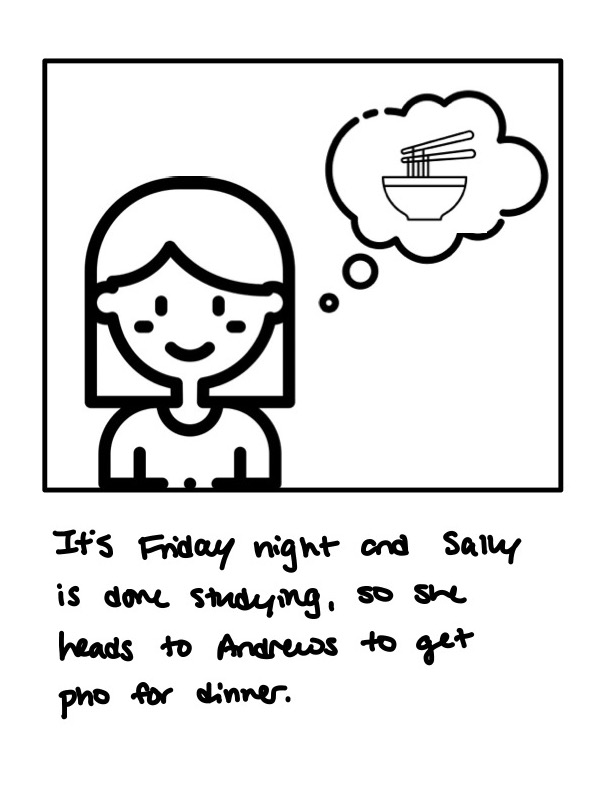 It's Friday night and Sally
is done studying, so she
heads to Andrews to get
pho for dinner.